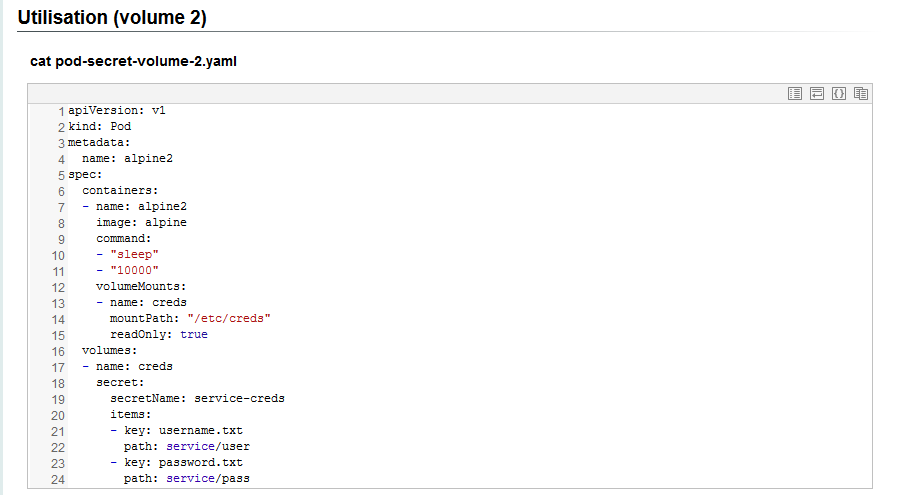 Utilisation (volume 2)
cat pod-secret-volume-2.yaml
1 apiVersion: v1
2 kind: Pod
3 metadata:
4   name: alpine2
5 spec:
6   containers:
7   - name: alpine2
8     image: alpine
9     command:
10     - "sleep"
11     - "10000"
12     volumeMounts:
13     - name: creds
14       mountPath: "/etc/creds"
15       readOnly: true
16   volumes:
17   - name: creds
18     secret:
19       secretName: service-creds
20       items:
21       - key: username.txt
22         path: service/user
23       - key: password.txt
24         path: service/pass